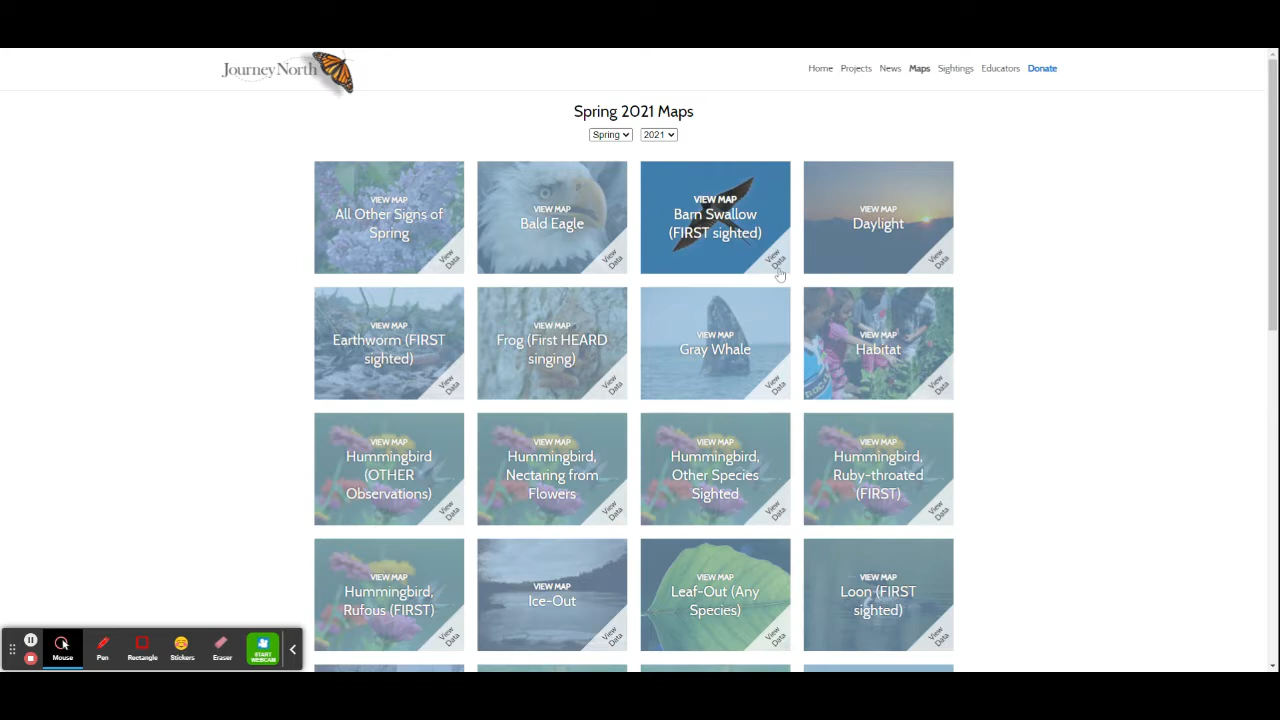 JourneyNorth
Home Projects News Maps Sightings Educators Donate
Spring 2021 Maps
Spring 2021
VIEW MAP
All Other Signs of
Spring
View
Data
VIEW MAP
Bald Eagle
View
Data
VIEW MAP
Barn Swallow
(FIRST sighted)
View
Data
VIEW MAP
Daylight
View
Data
VIEW MAP
Earthworm (FIRST
sighted)
View
Data
VIEW MAP
Frog (First HEARD
singing)
View
Data
VIEW MAP
Gray Whale
View
Data
VIEW MAP
Habitat
View
Data
VIEW MAP
Hummingbird
(OTHER
Observations)
View
Data
VIEW MAP
Hummingbird,
Nectaring from
Flowers
View
Data
VIEW MAP
Hummingbird,
Other Species
Sighted
View
Data
VIEW MAP
Hummingbird,
Ruby-throated
(FIRST)
View
Data
VIEW MAP
Hummingbird,
Rufous (FIRST)
View
Data
VIEW MAP
Ice-Out
View
Data
VIEW MAP
Leaf-Out (Any
Species)
View
Data
VIEW MAP
Loon (FIRST
sighted)
View
Data
Mouse Pen Rectangle Stickers Eraser
START
WEBCAM